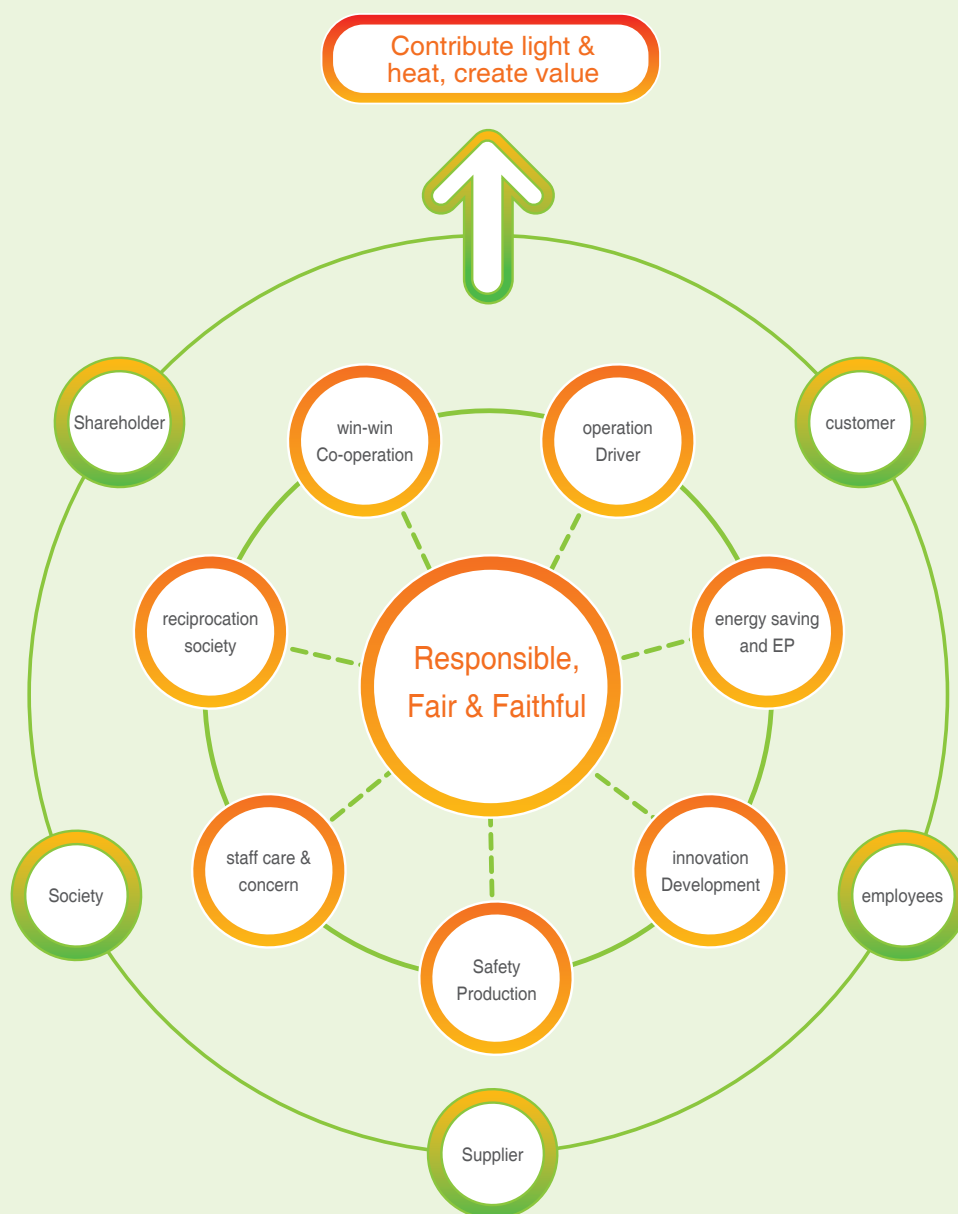 Contribute light &
heat, create value
Shareholder
customer
win-win
Co-operation
operation
Driver
reciprocation
society
energy saving
and EP
Responsible,
Fair & Faithful
staff care &
concern
innovation
Development
Society
employees
Safety
Production
Supplier